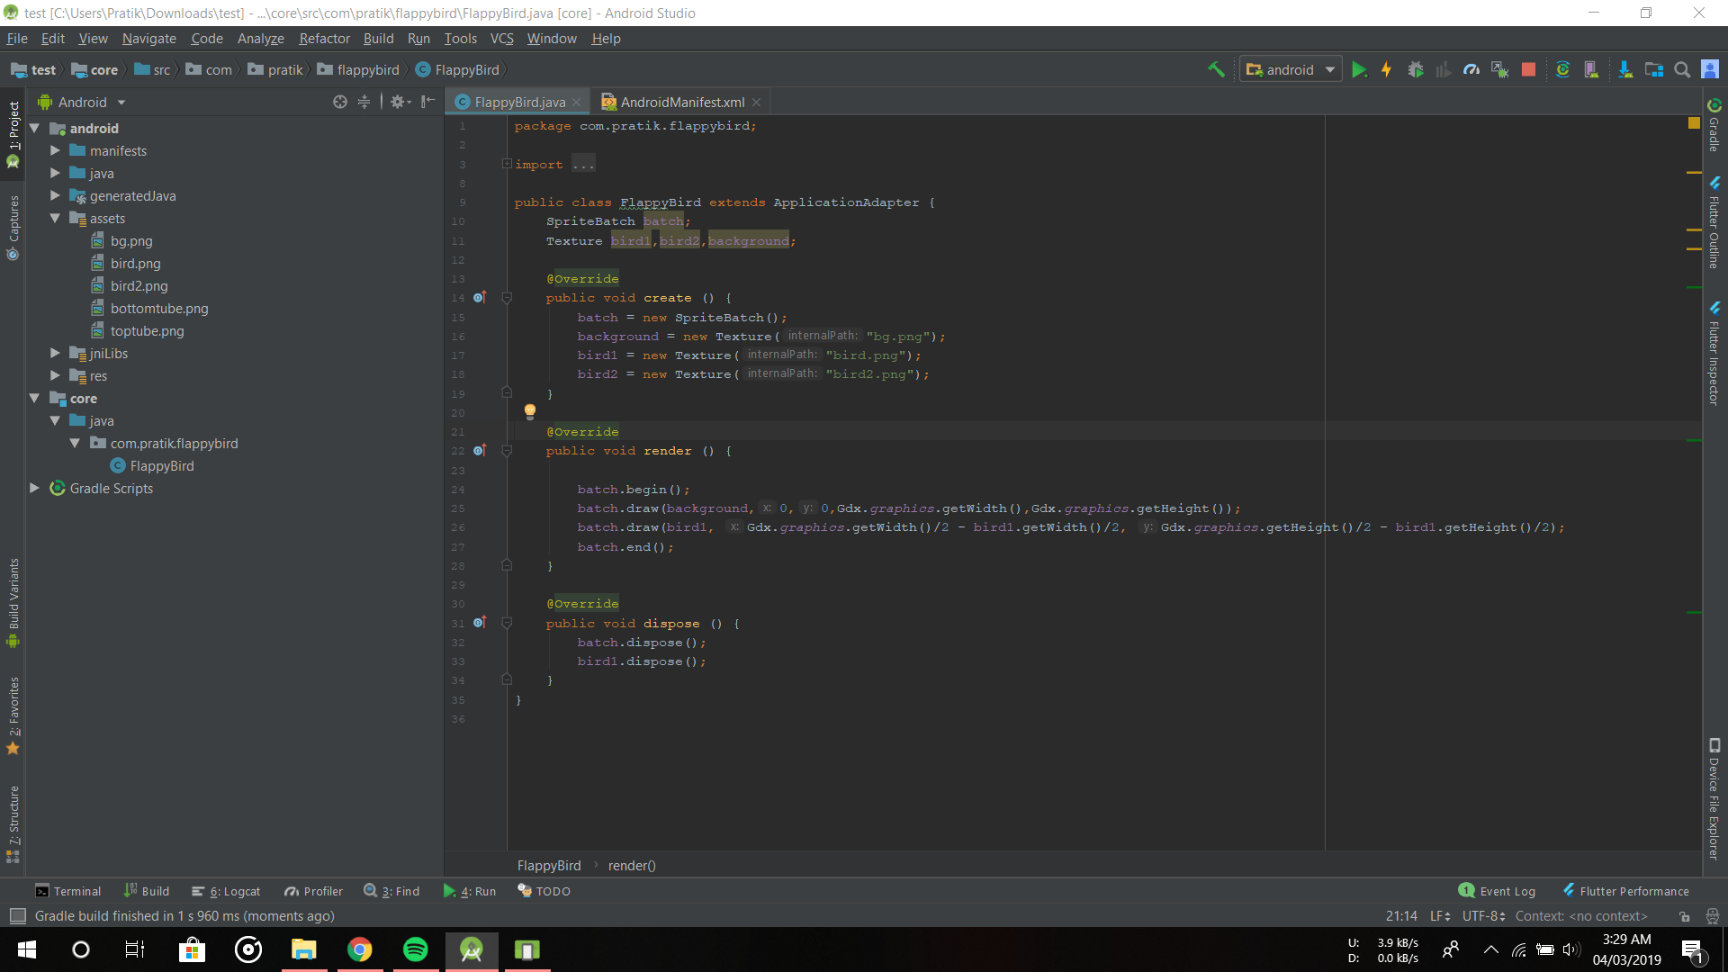 test [C:\Users\Pratik\Downloads\test] - ...\core\src\com\pratik\flappybird\FlappyBird.java [core] - Android Studio
File Edit View Navigate Code Analyze Refactor Build Run Tools VCS Window Help
test core src com pratik flappybird FlappyBird
android
1: Project
Captures
Build Variants
2: Favorites
7: Structure
Android
android
manifests
java
generatedJava
assets
bg.png
bird.png
bird2.png
bottomtube.png
toptube.png
jniLibs
res
core
java
com.pratik.flappybird
FlappyBird
Gradle Scripts
FlappyBird.java AndroidManifest.xml
1 package com.pratik.flappybird;
2
3 import ...
8
9 public class FlappyBird extends ApplicationAdapter {
10 SpriteBatch batch;
11 Texture bird1,bird2,background;
12
13 @Override
14 public void create () {
15 batch = new SpriteBatch();
16 background = new Texture( internalPath: "bg.png");
17 bird1 = new Texture( internalPath: "bird.png");
18 bird2 = new Texture( internalPath: "bird2.png");
19 }
20
21 @Override
22 public void render () {
23
24 batch.begin();
25 batch.draw(background, x: 0, y: 0,Gdx.graphics.getWidth(),Gdx.graphics.getHeight());
26 batch.draw(bird1, x: Gdx.graphics.getWidth()/2 - bird1.getWidth()/2, y: Gdx.graphics.getHeight()/2 - bird1.getHeight()/2);
27 batch.end();
28 }
29
30 @Override
31 public void dispose () {
32 batch.dispose();
33 bird1.dispose();
34 }
35 }
36
FlappyBird render()
Gradle
Flutter Outline
Flutter Inspector
Device File Explorer
Terminal Build 6: Logcat Profiler 3: Find 4: Run TODO
1 Event Log Flutter Performance
Gradle build finished in 1 s 960 ms (moments ago)
21:14 LF UTF-8 Context: <no context>
U: 3.9 kB/s
D: 0.0 kB/s
3:29 AM
04/03/2019
1